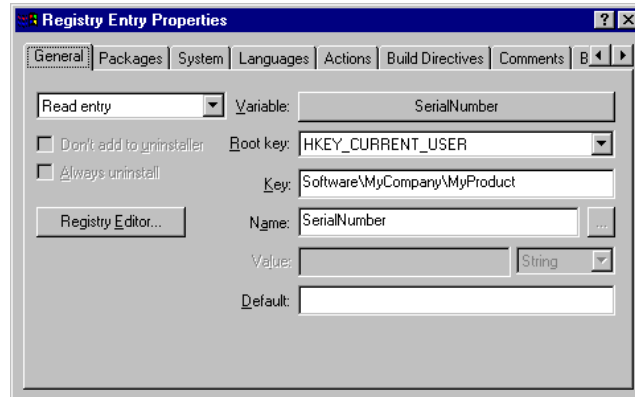 Registry Entry Properties
General Packages System Languages Actions Build Directives Comments B
Read entry Variable: SerialNumber
Don't add to uninstaller Root key: HKEY_CURRENT_USER
Always uninstall Key: Software\MyCompany\MyProduct
Registry Editor... Name: SerialNumber ...
Value: String
Default: